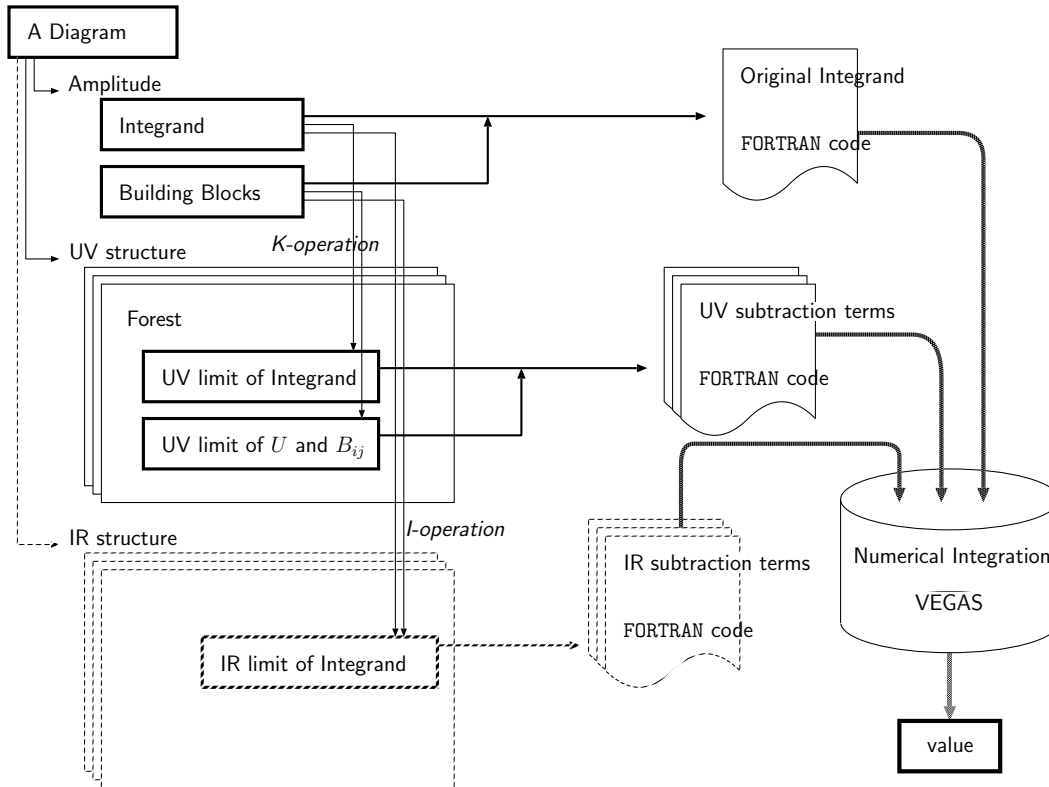 A Diagram
Amplitude
Integrand
Building Blocks
Original Integrand
FORTRAN code
K-operation
UV structure
Forest
UV limit of Integrand
UV limit of U and B_{ij}
UV subtraction terms
FORTRAN code
I-operation
IR structure
IR limit of Integrand
IR subtraction terms
FORTRAN code
Numerical Integration
VEGAS
value